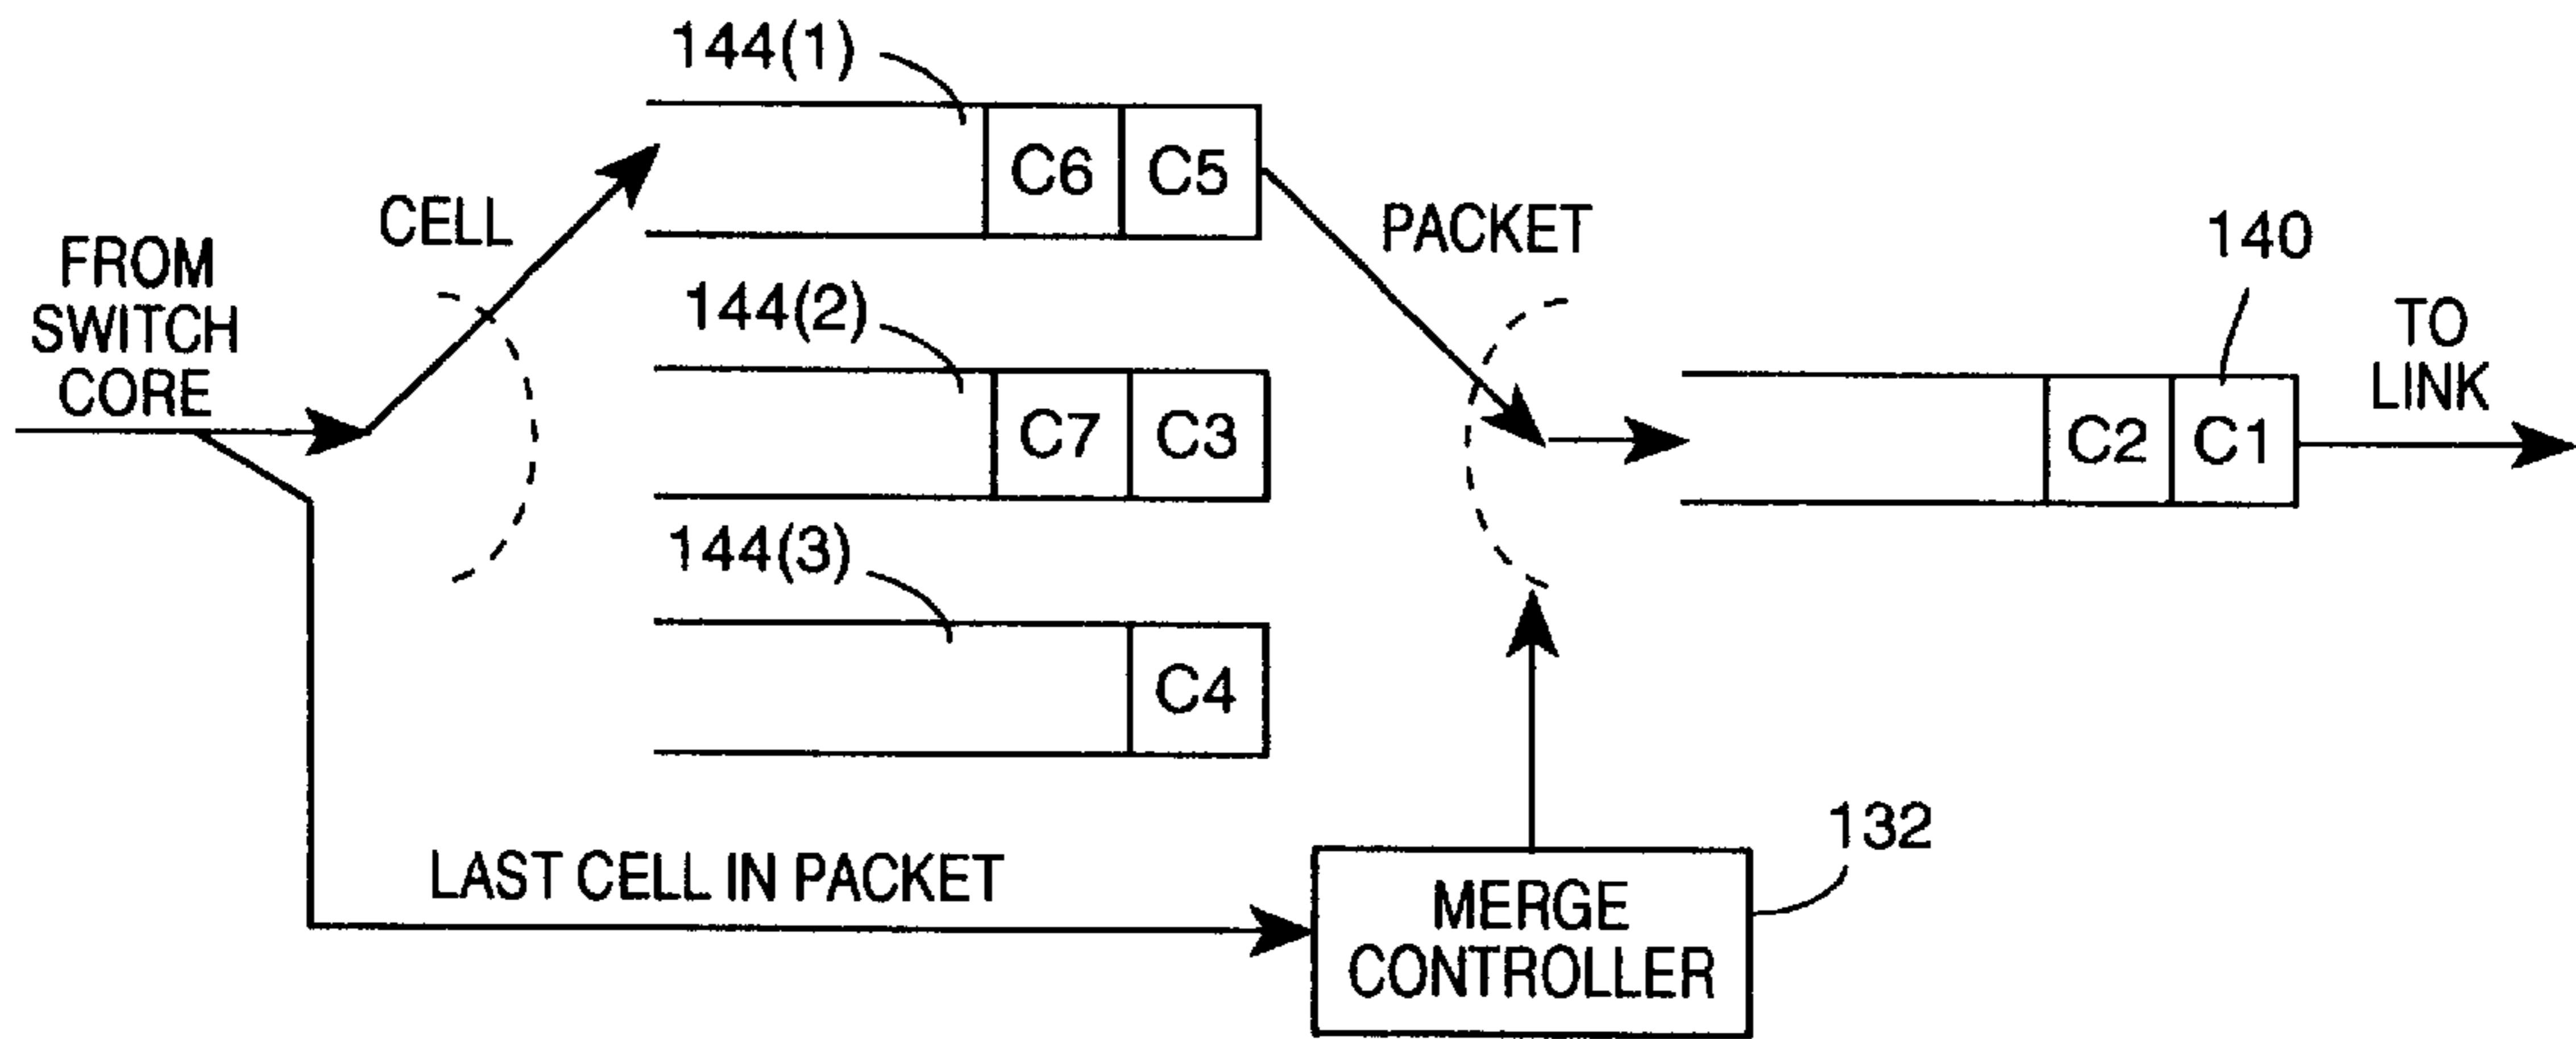 144(1)
C6 C5
CELL
PACKET
FROM
SWITCH
CORE
140
TO
LINK
144(2)
C7 C3
C2 C1
144(3)
C4
132
LAST CELL IN PACKET
MERGE
CONTROLLER